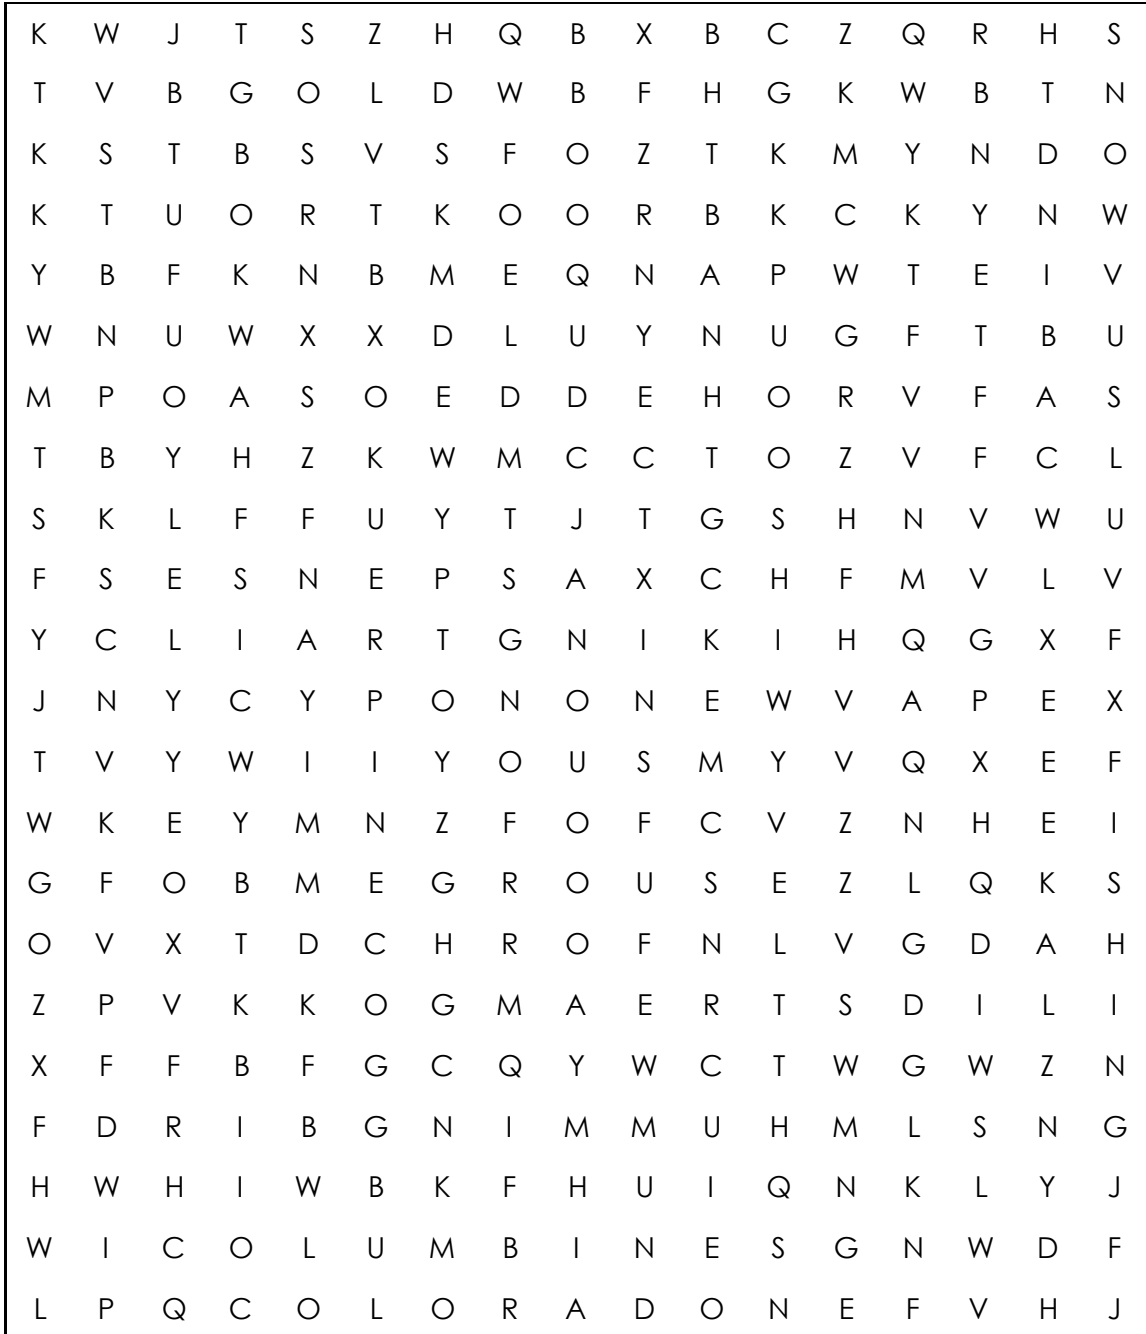 K W J T S Z H Q B X B C Z Q R H S
T V B G O L D W B F H G K W B T N
K S T B S V S F O Z T K M Y N D O
K T U O R T K O O R B K C K Y N W
Y B F K N B M E Q N A P W T E I V
W N U W X X D L U Y N U G F T B U
M P O A S O E D D E H O R V F A S
T B Y H Z K W M C C T O Z V F C L
S K L F F U Y T J T G S H N V W U
F S E S N E P S A X C H F M V L V
Y C L I A R T G N I K I H Q G X F
J N Y C Y P O N O N E W V A P E X
T V Y W I I Y O U S M Y V Q X E F
W K E Y M N Z F O F C V Z N H E I
G F O B M E G R O U S E Z L Q K S
O V X T D C H R O F N L V G D A H
Z P V K K O G M A E R T S D I L I
X F F B F G C Q Y W C T W G W Z N
F D R I B G N I M M U H M L S N G
H W H I W B K F H U I Q N K L Y J
W I C O L U M B I N E S G N W D F
L P Q C O L O R A D O N E F V H J